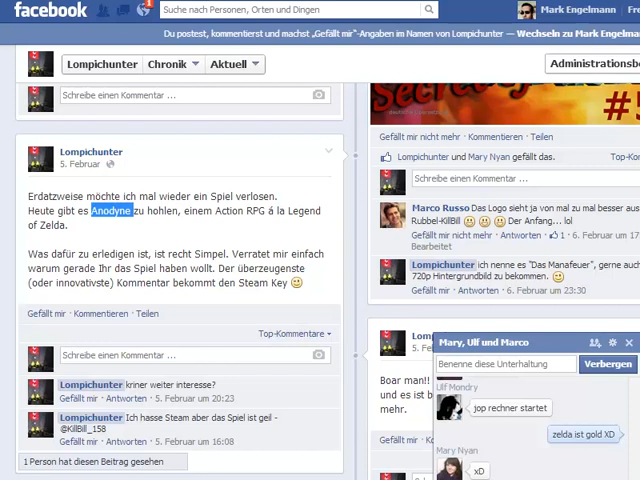 facebook
1
Suche nach Personen, Orten und Dingen
Mark Engelmann
Du postest, kommentierst und machst „Gefällt mir"-Angaben im Namen von Lompichunter — Wechseln zu Mark Engelmann
Lompichunter
Chronik
Aktuell
Schreibe einen Kommentar ...
Lompichunter
5. Februar
Erdatzweise möchte ich mal wieder ein Spiel verlosen.
Heute gibt es Anodyne zu hohlen, einem Action RPG á la Legend
of Zelda.
Was dafür zu erledigen ist, ist recht Simpel. Verratet mir einfach
warum gerade Ihr das Spiel haben wollt. Der überzeugenste
(oder innovativste) Kommentar bekommt den Steam Key
Gefällt mir · Kommentieren · Teilen
Top-Kommentare
Schreibe einen Kommentar ...
Lompichunter kriner weiter interesse?
Gefällt mir · Antworten · 5. Februar um 20:23
Lompichunter Ich hasse Steam aber das Spiel ist geil -
@KillBill_158
Gefällt mir · Antworten · 5. Februar um 16:08
1 Person hat diesen Beitrag gesehen
Gefällt mir nicht mehr · Kommentieren · Teilen
Lompichunter und Mary Nyan gefällt das.
Schreibe einen Kommentar ...
Marco Russo Das Logo sieht ja von mal zu mal besser aus
Rubbel-KillBill Der Anfang... lol
Gefällt mir nicht mehr · Antworten · 1 · 6. Februar um
Bearbeitet
Lompichunter ich nenne es "Das Manafeuer", gerne auch
720p Hintergrundbild zu bekommen.
Gefällt mir · Antworten · 6. Februar um 23:30
Boar man!!
und es ist
mehr.
Gefällt
Mary, Ulf und Marco
Benenne diese Unterhaltung
Verbergen
Ulf Mondry
jop rechner startet
zelda ist gold XD
Mary Nyan
xD